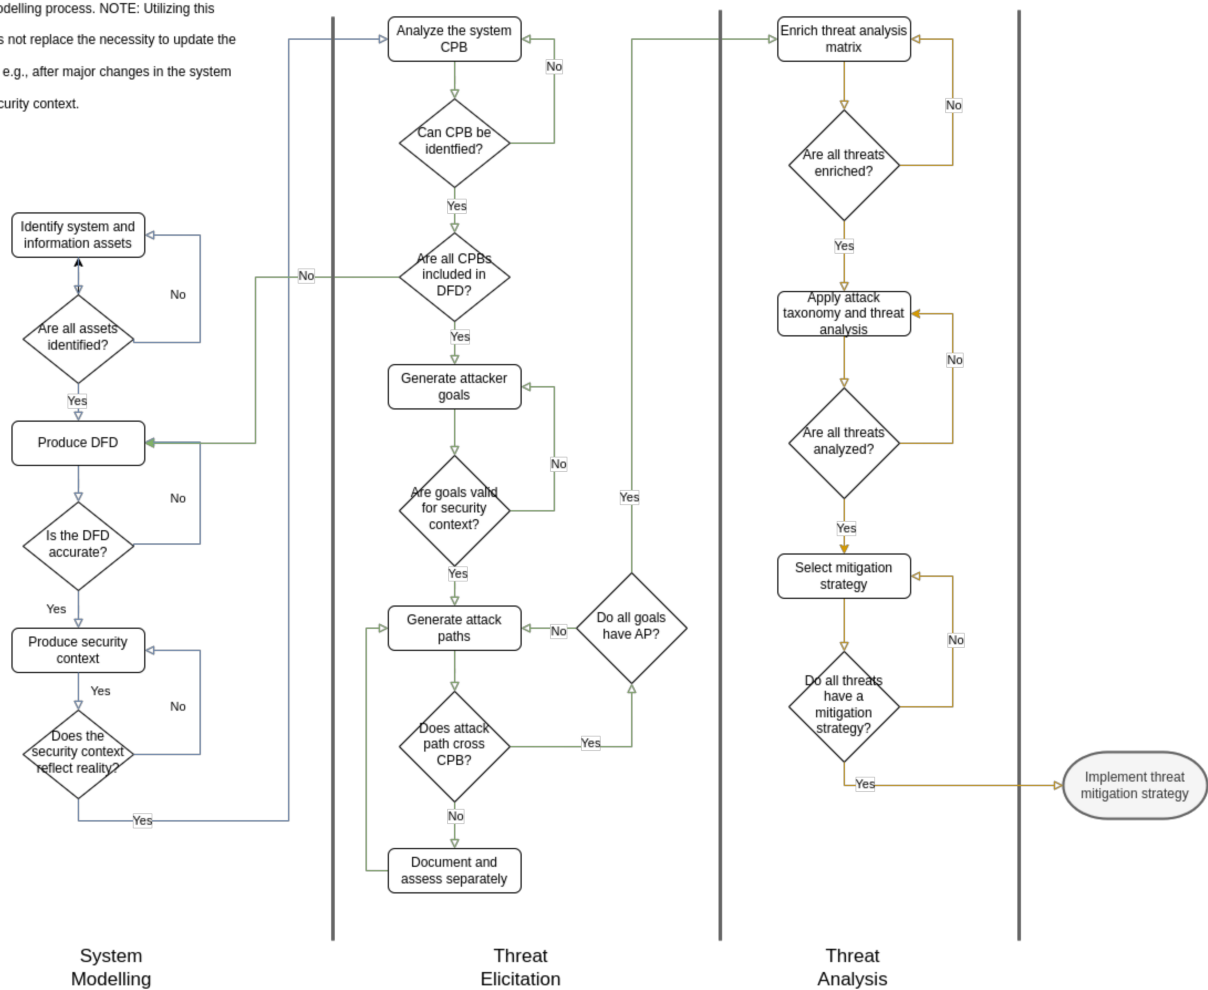 odelling process. NOTE: Utilizing this
s not replace the necessity to update the
e.g., after major changes in the system
curity context.
Identify system and
information assets
No
Are all assets
identified?
Yes
Produce DFD
No
Is the DFD
accurate?
Yes
Produce security
context
Yes
No
Does the
security context
reflect reality?
Yes
System
Modelling
Analyze the system
CPB
No
Can CPB be
identfied?
Yes
Are all CPBs
included in
DFD?
No
Yes
Generate attacker
goals
No
Are goals valid
for security
context?
Yes
Generate attack
paths
No
Do all goals
have AP?
Yes
Does attack
path cross
CPB?
Yes
No
Document and
assess separately
Threat
Elicitation
Enrich threat analysis
matrix
No
Are all threats
enriched?
Yes
Apply attack
taxonomy and threat
analysis
No
Are all threats
analyzed?
Yes
Select mitigation
strategy
No
Do all threats
have a
mitigation
strategy?
Yes
Threat
Analysis
Implement threat
mitigation strategy